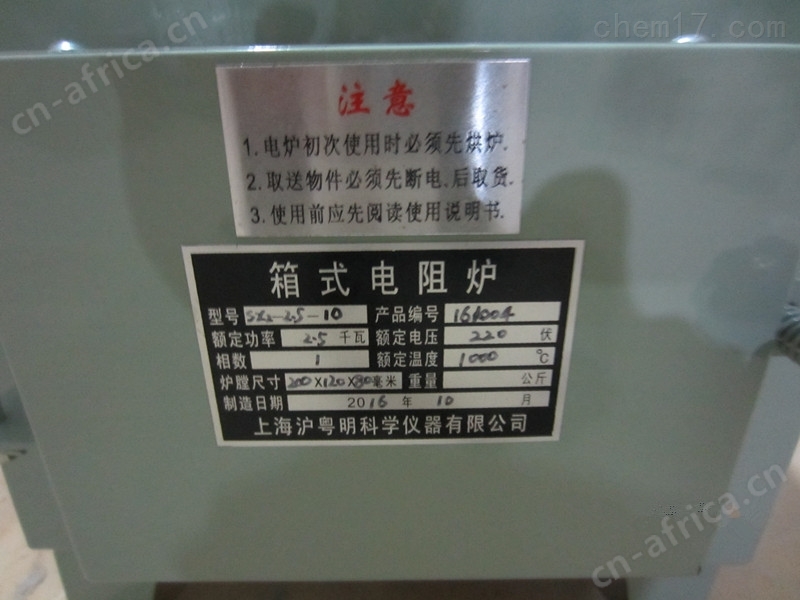 chem17.com
cn-africa.cn
注意
1.电炉初次使用时必须先烘炉.
2.取送物件必须先断电、后取货.
3.使用前应先阅读使用说明书.
箱式电阻炉
型号 SX2-2.5-10 产品编号
额定功率 2.5 千瓦 额定电压 220 伏
相数 1 额定温度 1000 ℃
炉膛尺寸 200X120X80毫米 重量 公斤
制造日期 2016 年 10 月
上海沪粤明科学仪器有限公司
cn-africa.cn